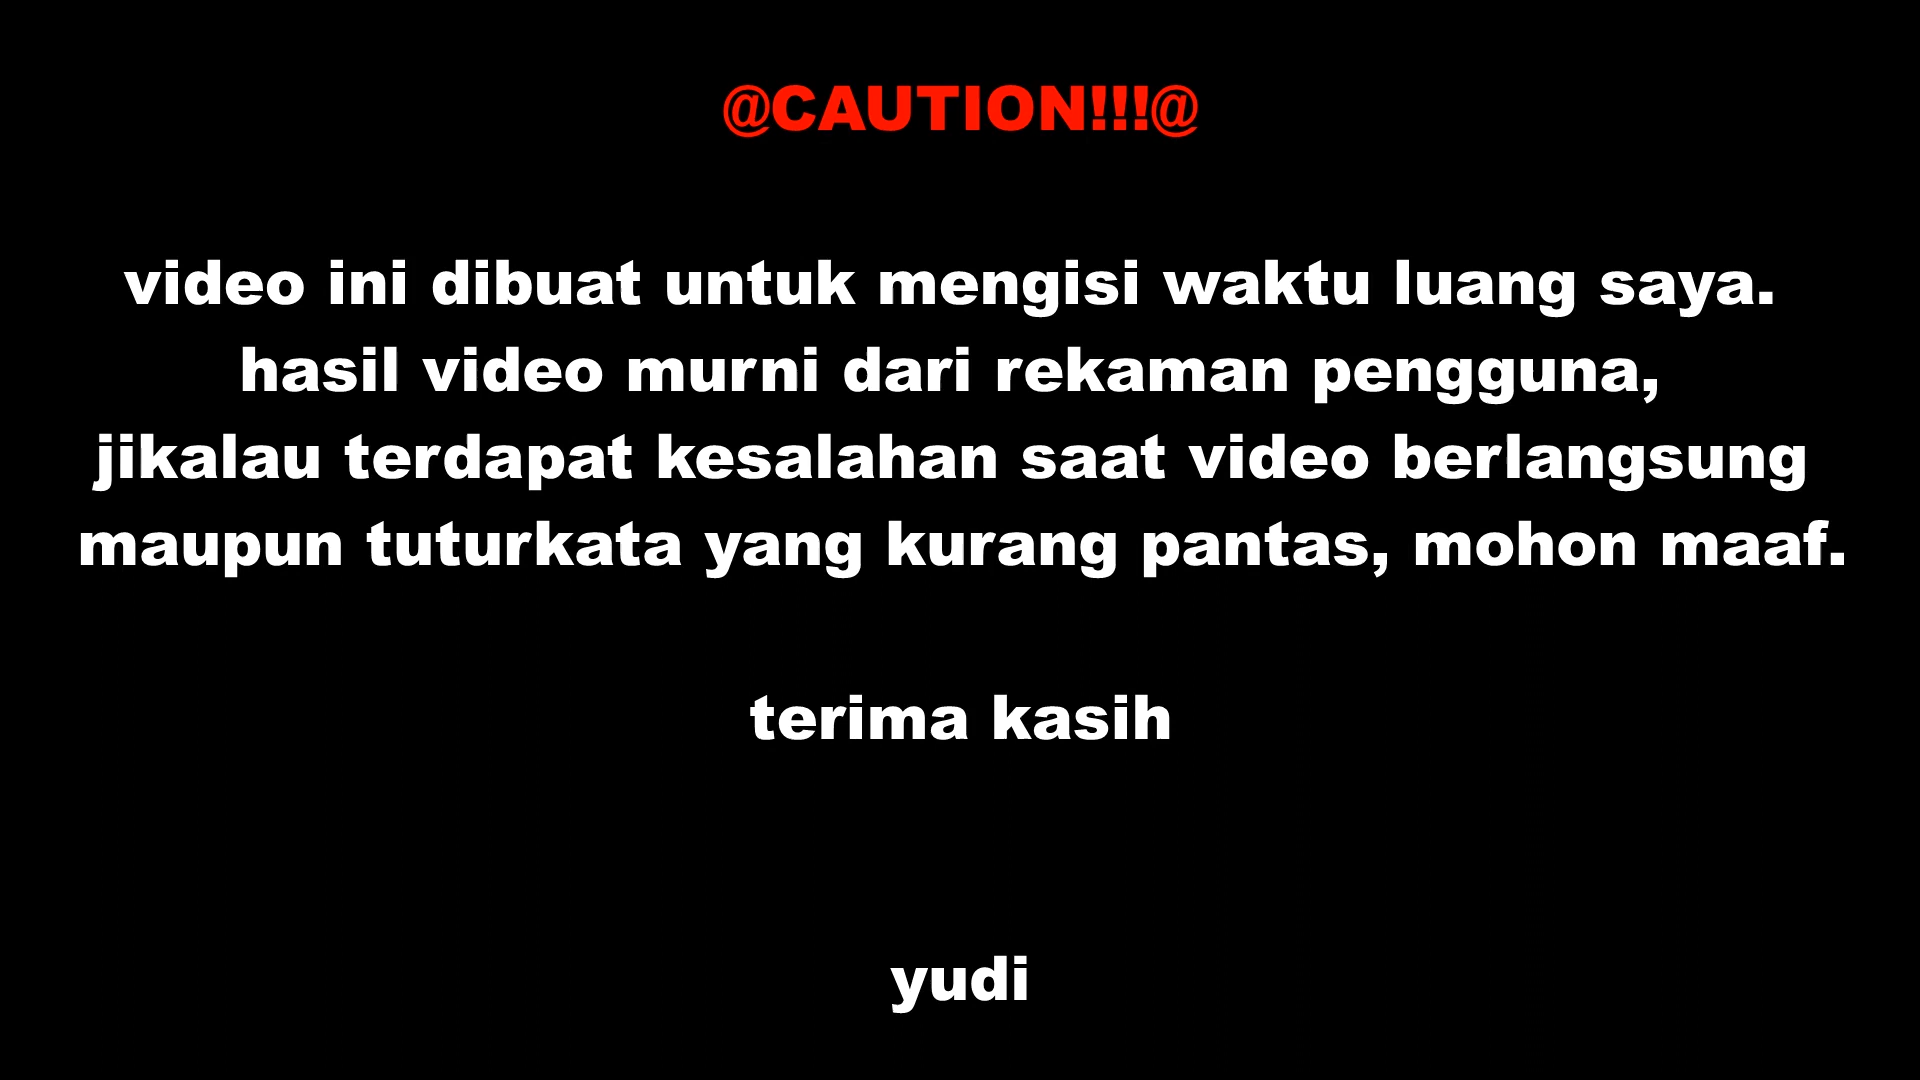 @CAUTION!!!@
video ini dibuat untuk mengisi waktu luang saya.
hasil video murni dari rekaman pengguna,
jikalau terdapat kesalahan saat video berlangsung
maupun tuturkata yang kurang pantas, mohon maaf.
terima kasih
yudi